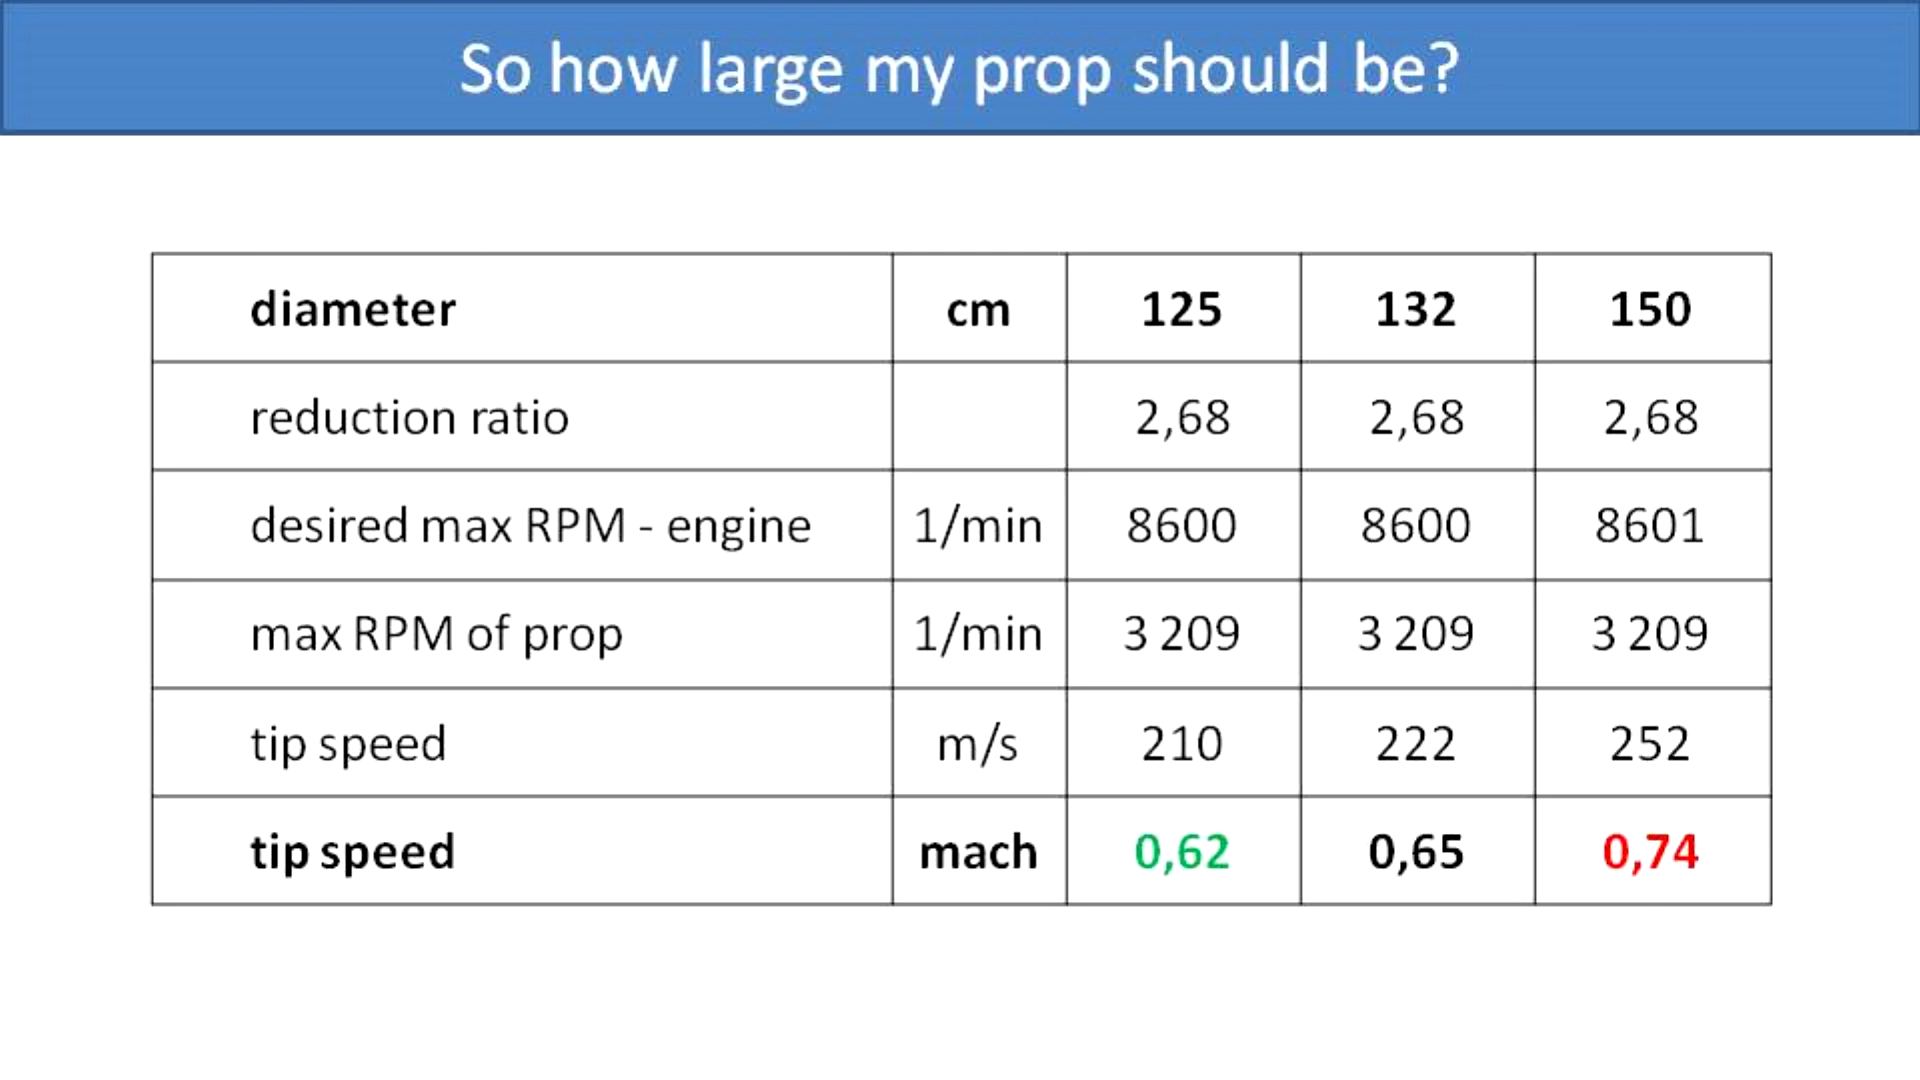 So how large my prop should be?
diameter cm 125 132 150
reduction ratio 2,68 2,68 2,68
desired max RPM - engine 1/min 8600 8600 8601
max RPM of prop 1/min 3 209 3 209 3 209
tip speed m/s 210 222 252
tip speed mach 0,62 0,65 0,74